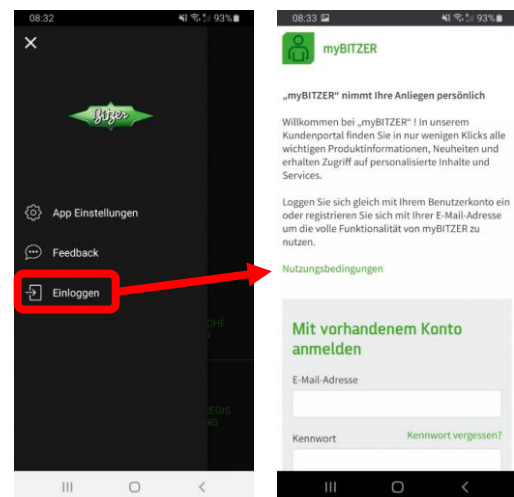 08:32
93%
Bitzer
App Einstellungen
Feedback
Einloggen
CHE
EGIS
NG
08:33
93%
myBITZER
„myBITZER“ nimmt Ihre Anliegen persönlich
Willkommen bei „myBITZER“ ! In unserem
Kundenportal finden Sie in nur wenigen Klicks alle
wichtigen Produktinformationen, Neuheiten und
erhalten Zugriff auf personalisierte Inhalte und
Services.
Loggen Sie sich gleich mit Ihrem Benutzerkonto ein
oder registrieren Sie sich mit Ihrer E-Mail-Adresse
um die volle Funktionalität von myBITZER zu
nutzen.
Nutzungsbedingungen
Mit vorhandenem Konto
anmelden
E-Mail-Adresse
Kennwort Kennwort vergessen?